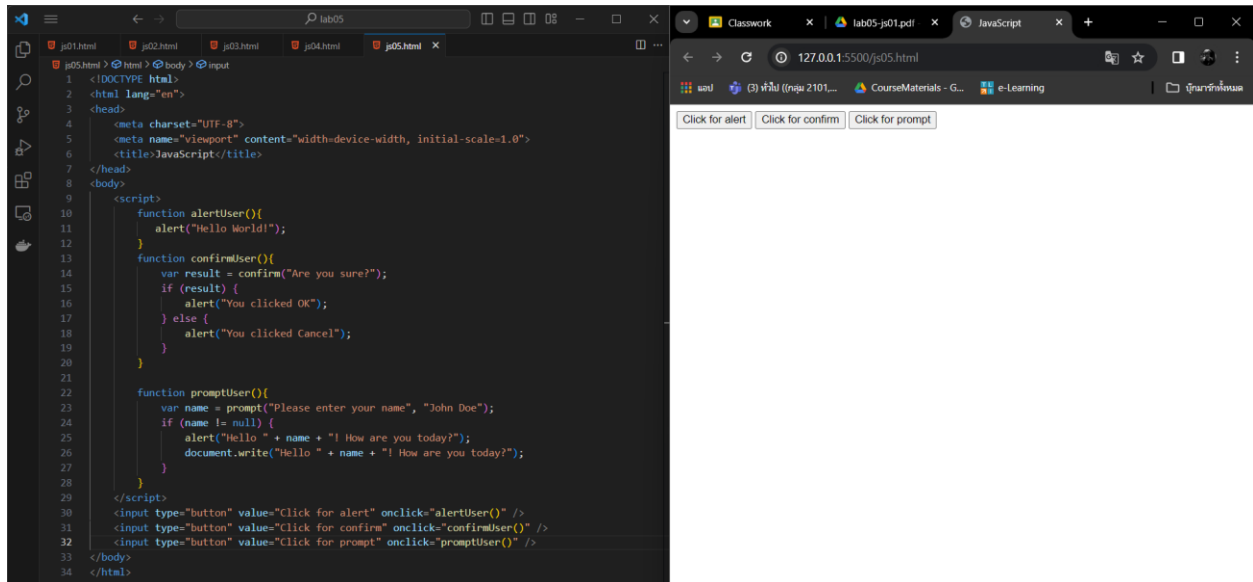 lab05
js01.html js02.html js03.html js04.html js05.html
js05.html > html > body > input
1 <!DOCTYPE html>
2 <html lang="en">
3 <head>
4 <meta charset="UTF-8">
5 <meta name="viewport" content="width=device-width, initial-scale=1.0">
6 <title>JavaScript</title>
7 </head>
8 <body>
9 <script>
10 function alertUser(){
11 alert("Hello World!");
12 }
13 function confirmUser(){
14 var result = confirm("Are you sure?");
15 if (result) {
16 alert("You clicked OK");
17 } else {
18 alert("You clicked Cancel");
19 }
20 }
21
22 function promptUser(){
23 var name = prompt("Please enter your name", "John Doe");
24 if (name != null) {
25 alert("Hello " + name + "! How are you today?");
26 document.write("Hello " + name + "! How are you today?");
27 }
28 }
29 </script>
30 <input type="button" value="Click for alert" onclick="alertUser()" />
31 <input type="button" value="Click for confirm" onclick="confirmUser()" />
32 <input type="button" value="Click for prompt" onclick="promptUser()" />
33 </body>
34 </html>
Classwork lab05-js01.pdf JavaScript
127.0.0.1:5500/js05.html
แอป (3) ทั่วไป ((กลุ่ม 2101,... CourseMaterials - G... e-Learning บุ๊กมาร์กทั้งหมด
Click for alert Click for confirm Click for prompt